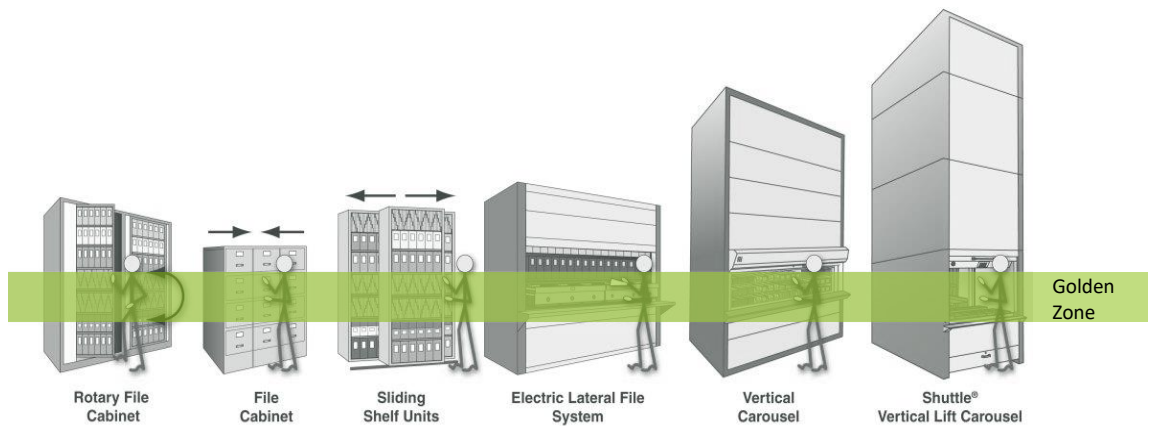 Golden
Zone
Rotary File
Cabinet
File
Cabinet
Sliding
Shelf Units
Electric Lateral File
System
Vertical
Carousel
Shuttle®
Vertical Lift Carousel